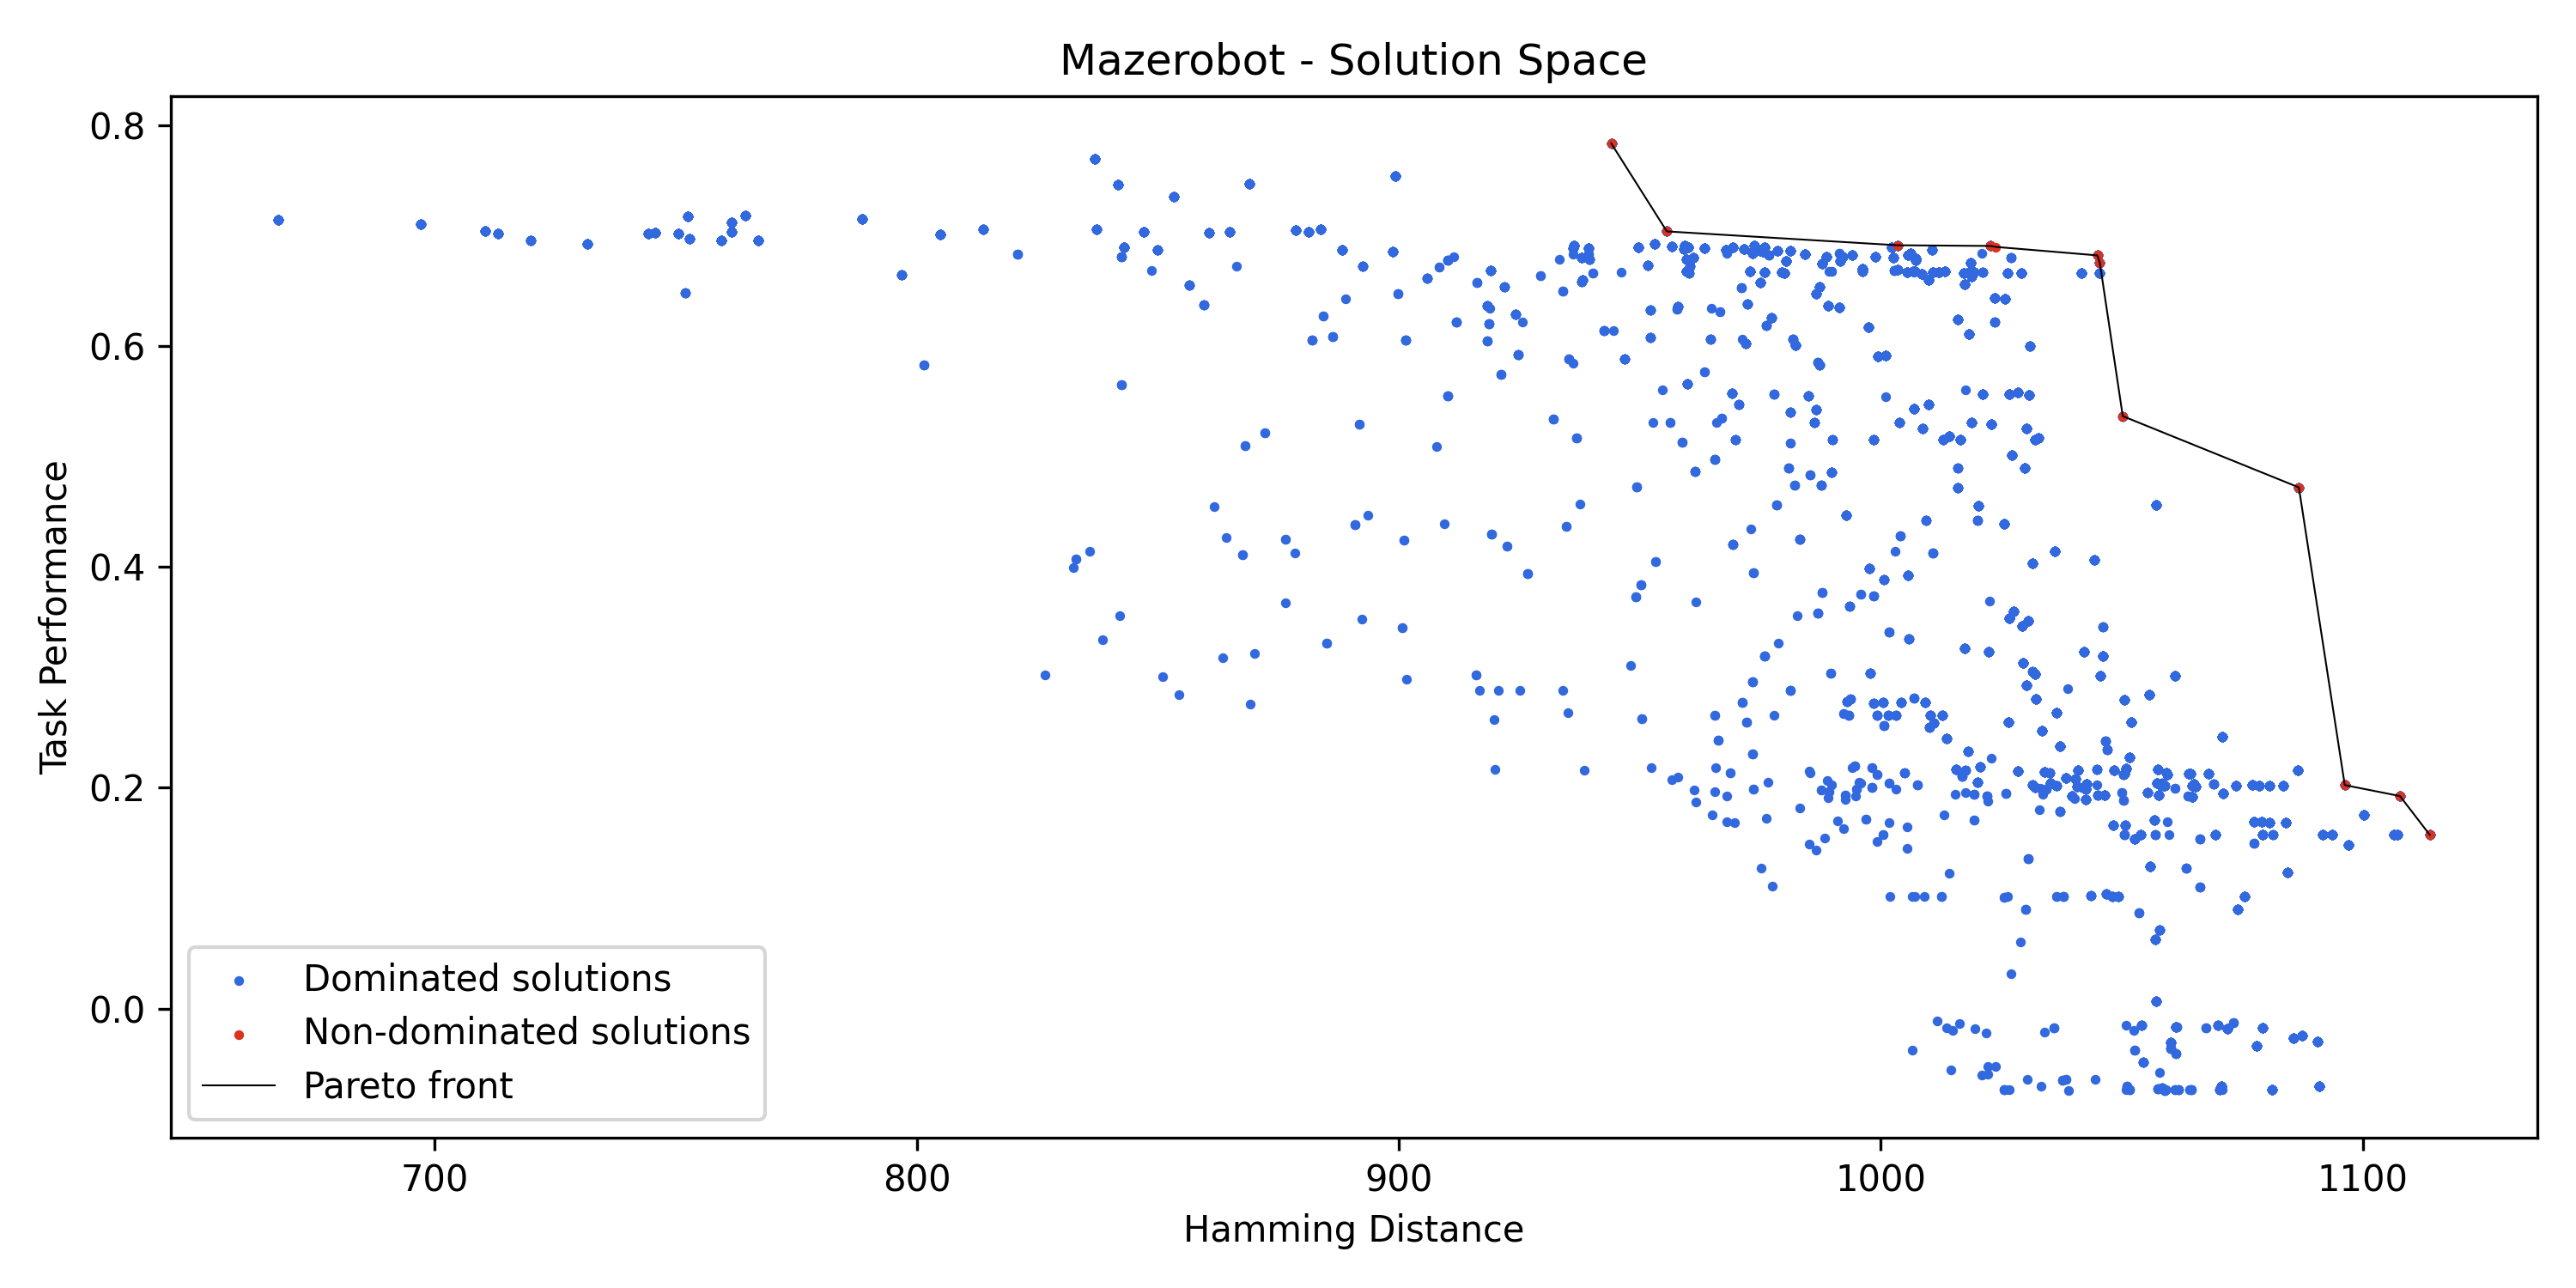 Mazerobot - Solution Space
Task Performance
0.8
0.6
0.4
0.2
0.0
Dominated solutions
Non-dominated solutions
Pareto front
700 800 900 1000 1100
Hamming Distance